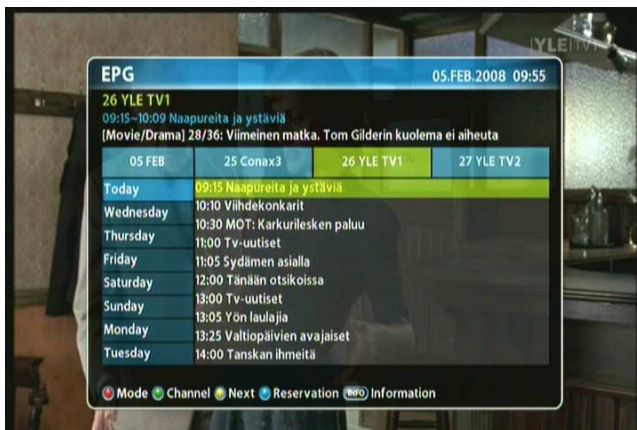 YLE TV1
EPG 05.FEB.2008 09:55
26 YLE TV1
09:15~10:09 Naapureita ja ystäviä
[Movie/Drama] 28/36: Viimeinen matka. Tom Gilderin kuolema ei aiheuta
05 FEB 25 Conax3 26 YLE TV1 27 YLE TV2
Today 09:15 Naapureita ja ystäviä
Wednesday 10:10 Viihdekonkarit
Thursday 10:30 MOT: Karkurilesken paluu
11:00 Tv-uutiset
Friday 11:05 Sydämen asialla
Saturday 12:00 Tänään otsikoissa
Sunday 13:00 Tv-uutiset
13:05 Yön laulajia
Monday 13:25 Valtiopäivien avajaiset
Tuesday 14:00 Tanskan ihmeitä
Mode Channel Next Reservation INFO Information